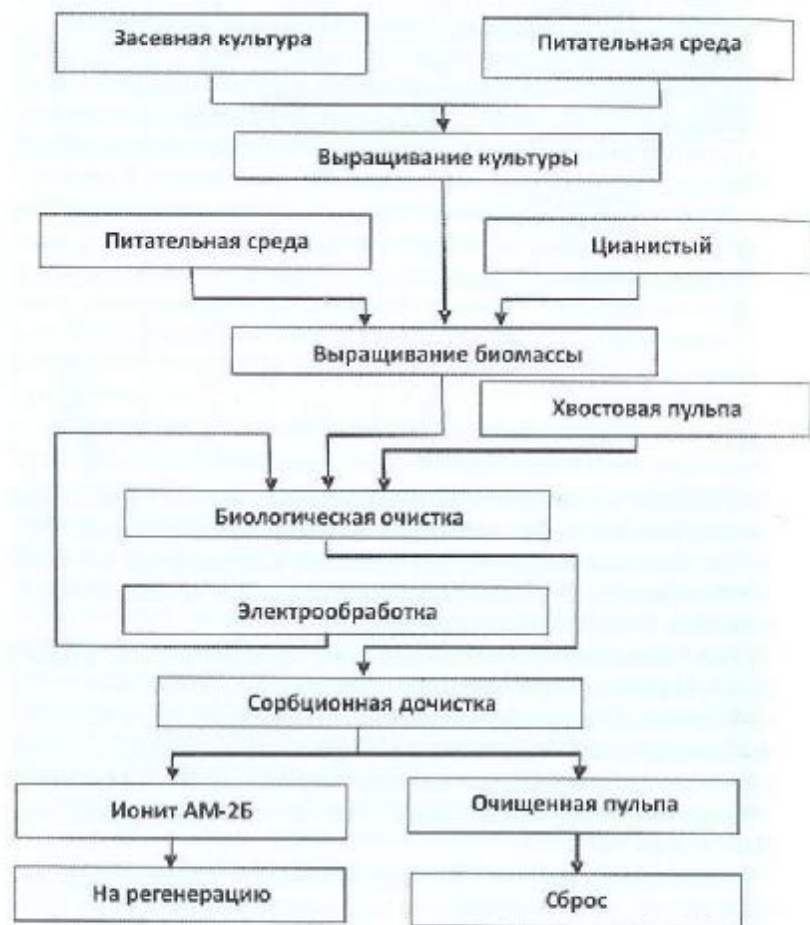 Засевная культура
Питательная среда
Выращивание культуры
Питательная среда
Цианистый
Выращивание биомассы
Хвостовая пульпа
Биологическая очистка
Электрообработка
Сорбционная дочистка
Ионит АМ-2Б
Очищенная пульпа
На регенерацию
Сброс